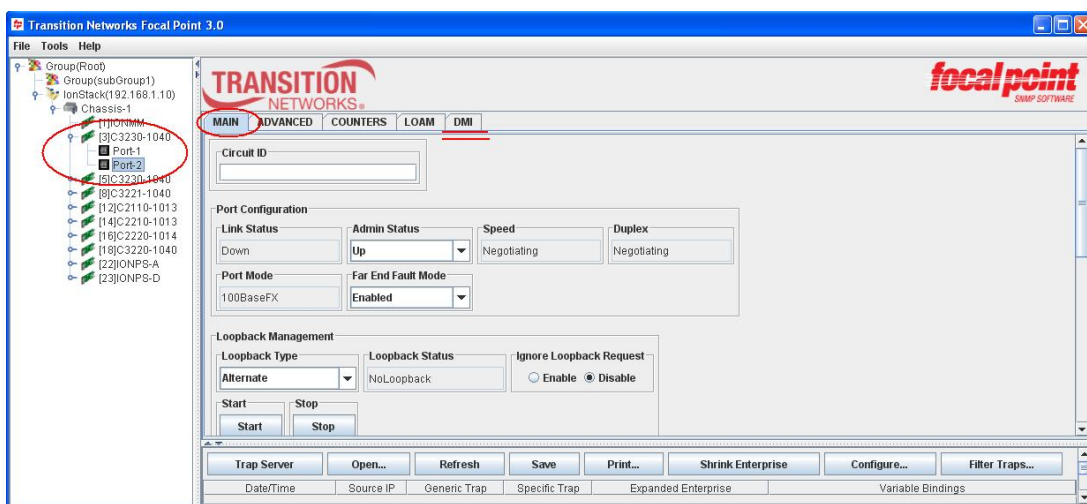 Transition Networks Focal Point 3.0
File Tools Help
Group(Root)
Group(subGroup1)
IonStack(192.168.1.10)
Chassis-1
[1]IONMM
[3]C3230-1040
Port-1
Port-2
[5]C3230-1040
[8]C3221-1040
[12]C2110-1013
[14]C2210-1013
[16]C2220-1014
[18]C3220-1040
[22]IONPS-A
[23]IONPS-D
TRANSITION
NETWORKS®
focal point
SNMP SOFTWARE
MAIN ADVANCED COUNTERS LOAM DMI
Circuit ID
Port Configuration
Link Status Admin Status Speed Duplex
Down Up Negotiating Negotiating
Port Mode Far End Fault Mode
100BaseFX Enabled
Loopback Management
Loopback Type Loopback Status Ignore Loopback Request
Alternate NoLoopback Enable Disable
Start Stop
Start Stop
Trap Server Open... Refresh Save Print... Shrink Enterprise Configure... Filter Traps...
Date/Time Source IP Generic Trap Specific Trap Expanded Enterprise Variable Bindings